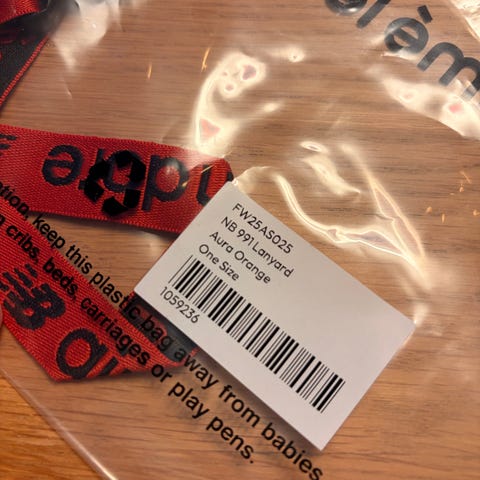 FW25AS025
NB 991 Lanyard
Aura Orange
One Size
1059236
keep this plastic bag away from babies
cribs, beds, carriages or play pens.